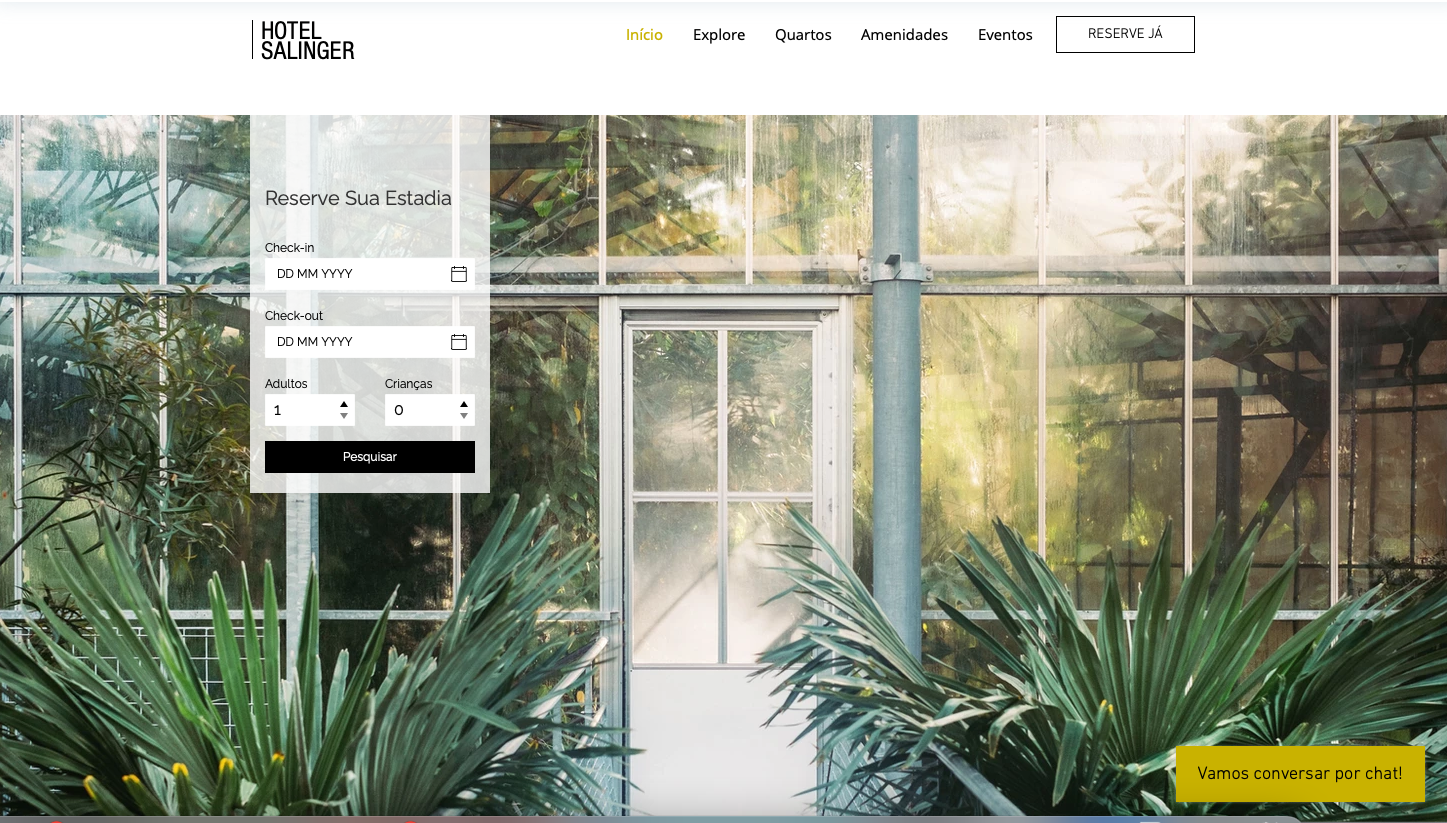 HOTEL
SALINGER
Início Explore Quartos Amenidades Eventos RESERVE JÁ
Reserve Sua Estadia
Check-in
DD MM YYYY
Check-out
DD MM YYYY
Adultos Crianças
1 0
Pesquisar
Vamos conversar por chat!